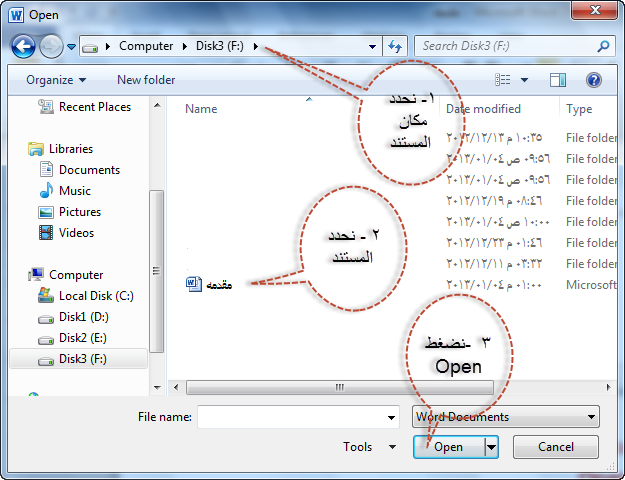 Open
Computer Disk3 (F:) Search Disk3 (F:)
Organize New folder
Recent Places
Libraries
Documents
Music
Pictures
Videos
Computer
Local Disk (C:)
Disk1 (D:)
Disk2 (E:)
Disk3 (F:)
Name Date modified Type
١- نحدد
مكان
المستند
٢٠١٢/١٢/١٣ م ١٠:٣٥ File folder
٢٠١٣/٠١/٠٤ ص ٠٩:٥٦ File folder
٢٠١٣/٠١/٠٤ ص ٠٩:٥٦ File folder
٢٠١٢/١٢/١٩ م ٠٨:٤٦ File folder
٢٠١٣/٠١/٠٤ ص ١٠:٠٠ File folder
٢٠١٢/١٢/٢٣ م ٠١:٤٦ File folder
٢٠١٢/١٢/١١ م ٠٣:٣٢ File folder
مقدمه ٢٠١٣/٠١/٠٤ م ٠١:٠٠ Microsoft
٢ - نحدد
المستند
٣ -نضغط
Open
File name: Word Documents
Tools Open Cancel